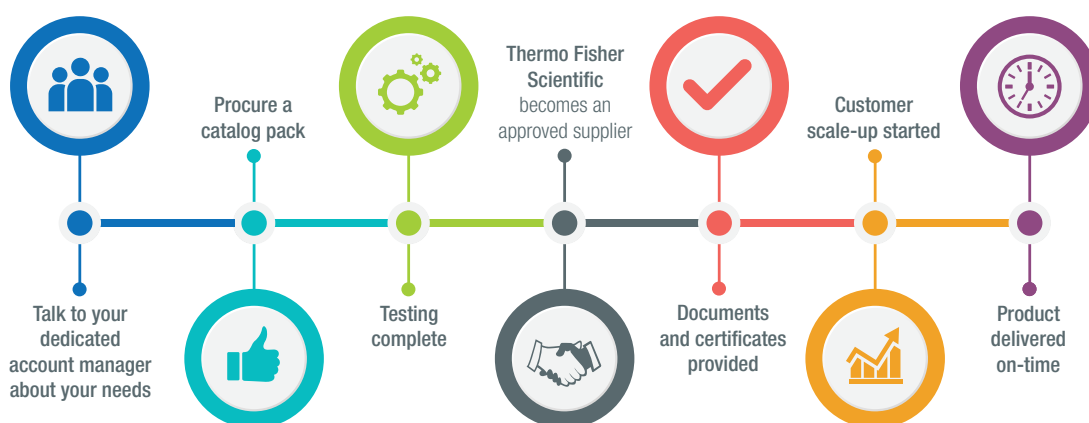 Talk to your
dedicated
account manager
about your needs
Procure a
catalog pack
Testing
complete
Thermo Fisher
Scientific
becomes an
approved supplier
Documents
and certificates
provided
Customer
scale-up started
Product
delivered
on-time